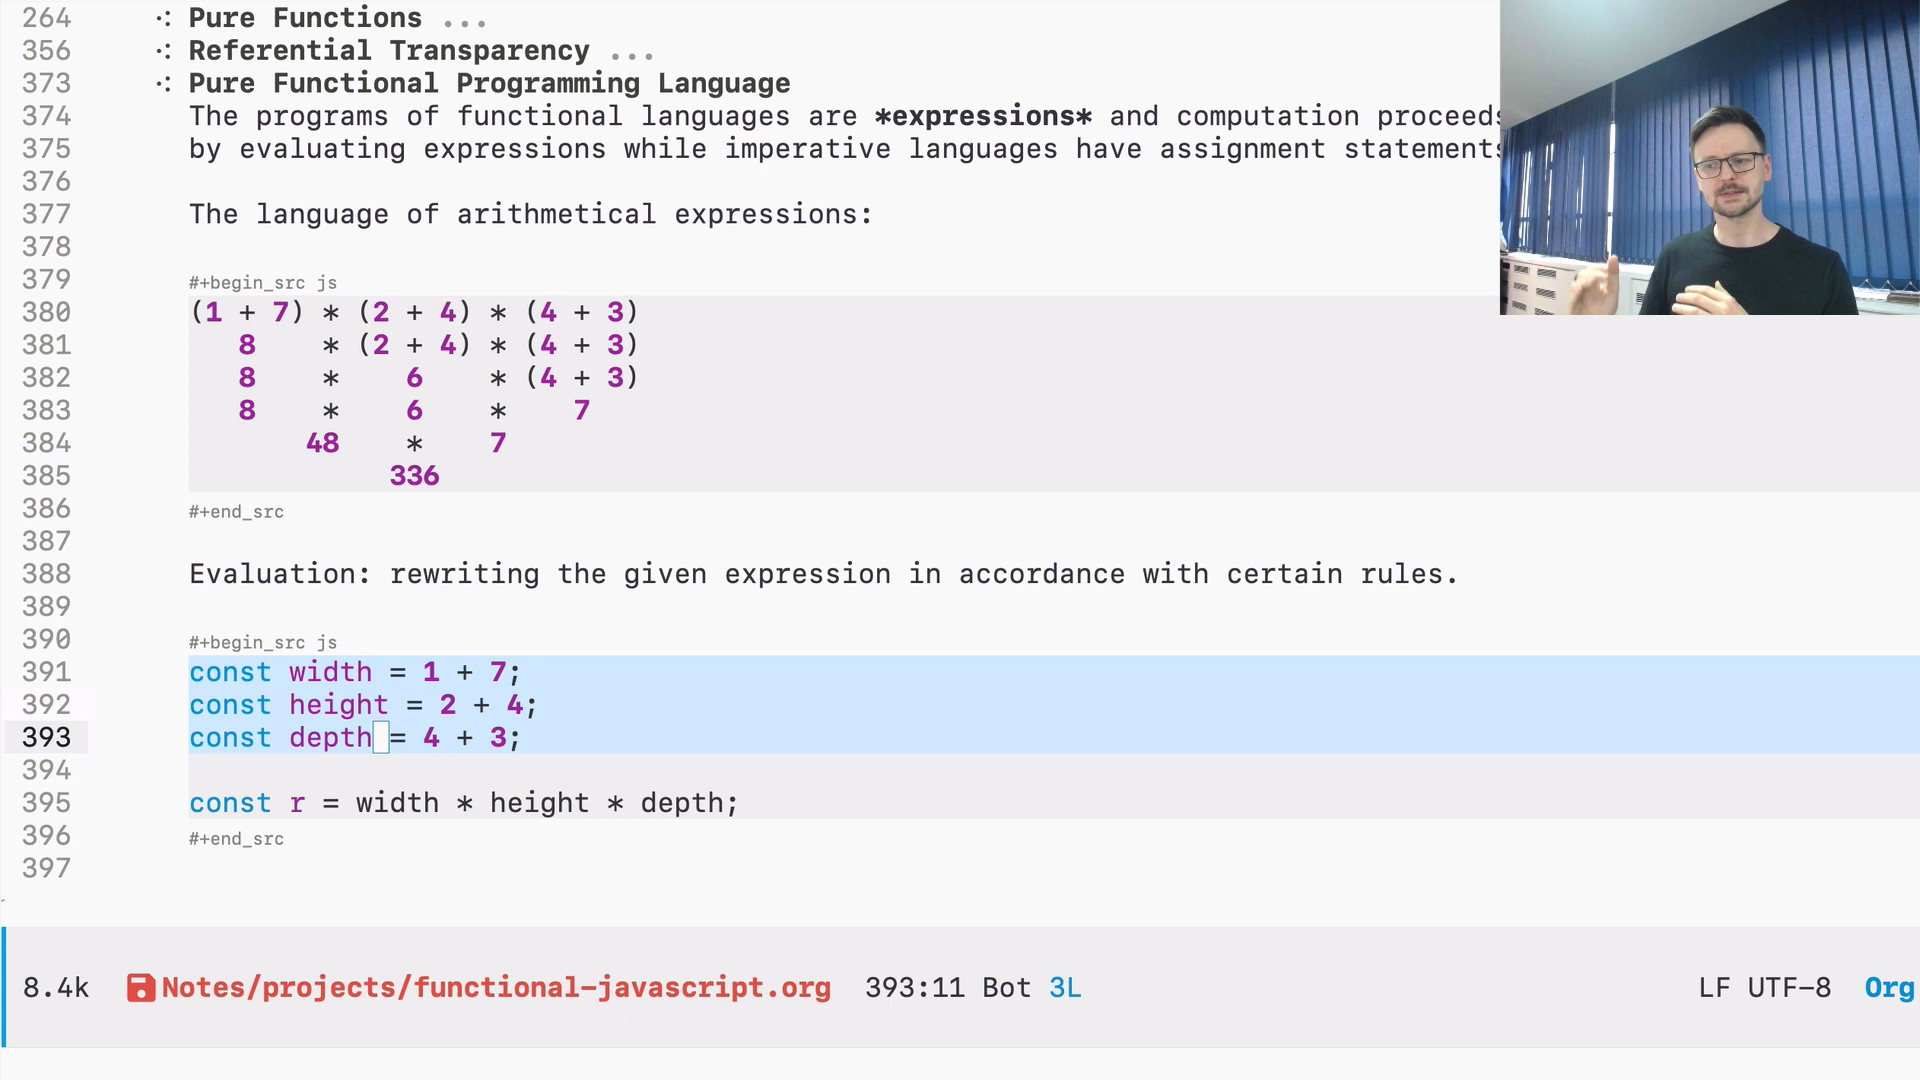 264 Pure Functions ...
356 Referential Transparency ...
373 Pure Functional Programming Language
374 The programs of functional languages are *expressions* and computation proceeds
375 by evaluating expressions while imperative languages have assignment statements
376
377 The language of arithmetical expressions:
378
379 #+begin_src js
380 (1 + 7) * (2 + 4) * (4 + 3)
381 8 * (2 + 4) * (4 + 3)
382 8 * 6 * (4 + 3)
383 8 * 6 * 7
384 48 * 7
385 336
386 #+end_src
387
388 Evaluation: rewriting the given expression in accordance with certain rules.
389
390 #+begin_src js
391 const width = 1 + 7;
392 const height = 2 + 4;
393 const depth = 4 + 3;
394
395 const r = width * height * depth;
396 #+end_src
397
8.4k Notes/projects/functional-javascript.org 393:11 Bot 3L LF UTF-8 Org